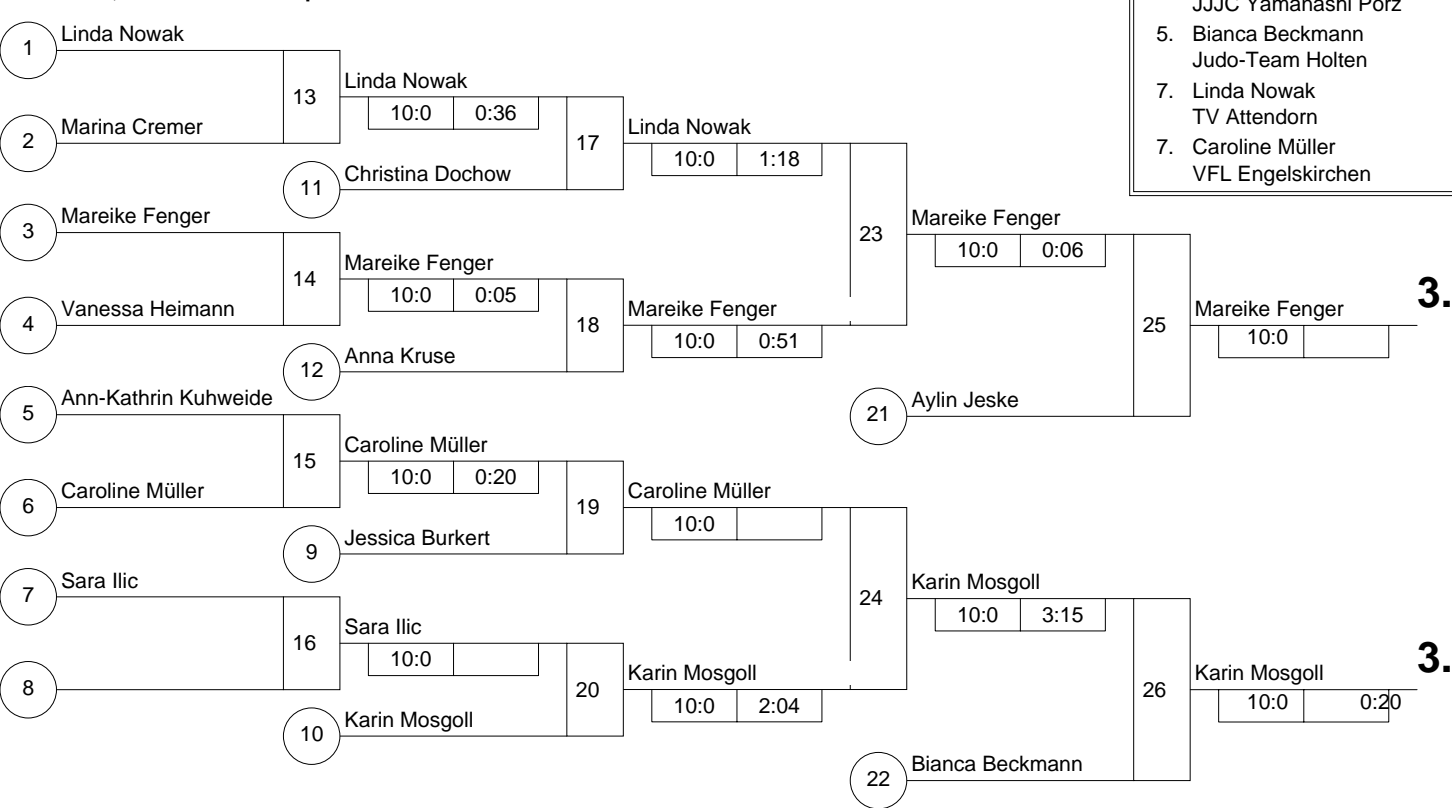 JJJC Yamanashi Porz
5. Bianca Beckmann
Judo-Team Holten
7. Linda Nowak
TV Attendorn
7. Caroline Müller
VFL Engelskirchen
1 Linda Nowak
13 Linda Nowak
10:0 0:36
2 Marina Cremer
17 Linda Nowak
10:0 1:18
11 Christina Dochow
3 Mareike Fenger
23 Mareike Fenger
10:0 0:06
14 Mareike Fenger
10:0 0:05
4 Vanessa Heimann
18 Mareike Fenger
10:0 0:51
25 Mareike Fenger
10:0
3.
12 Anna Kruse
5 Ann-Kathrin Kuhweide
21 Aylin Jeske
15 Caroline Müller
10:0 0:20
6 Caroline Müller
19 Caroline Müller
10:0
9 Jessica Burkert
7 Sara Ilic
24 Karin Mosgoll
10:0 3:15
16 Sara Ilic
10:0
8
20 Karin Mosgoll
10:0 2:04
26 Karin Mosgoll
10:0 0:20
3.
10 Karin Mosgoll
22 Bianca Beckmann